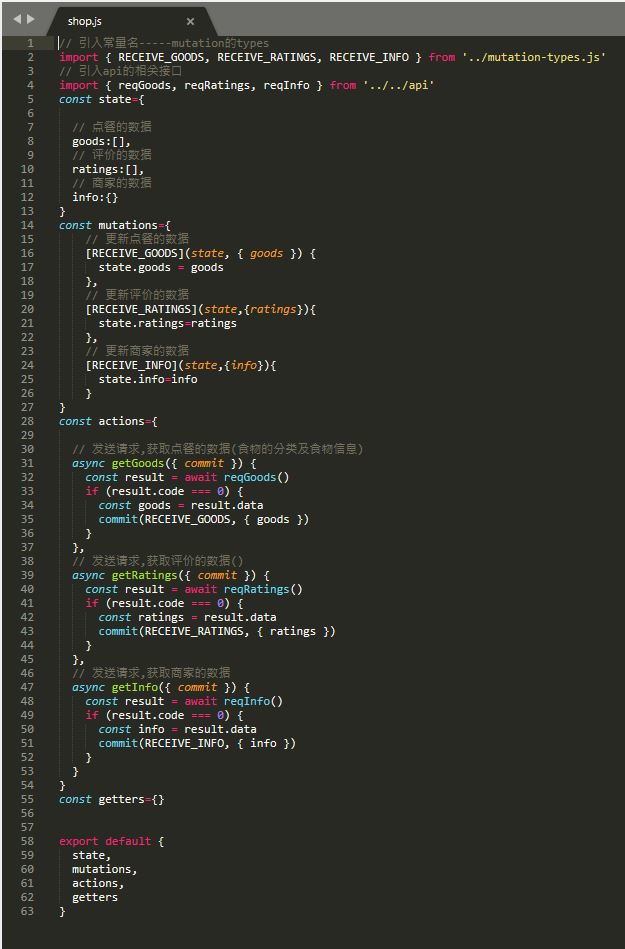 shop.js ×
1 // 引入常量名-----mutation的types
2 import { RECEIVE_GOODS, RECEIVE_RATINGS, RECEIVE_INFO } from '../mutation-types.js'
3 // 引入api的相关接口
4 import { reqGoods, reqRatings, reqInfo } from '../../api'
5 const state={
6
7 // 点餐的数据
8 goods:[],
9 // 评价的数据
10 ratings:[],
11 // 商家的数据
12 info:{}
13 }
14 const mutations={
15 // 更新点餐的数据
16 [RECEIVE_GOODS](state, { goods }) {
17 state.goods = goods
18 },
19 // 更新评价的数据
20 [RECEIVE_RATINGS](state,{ratings}){
21 state.ratings=ratings
22 },
23 // 更新商家的数据
24 [RECEIVE_INFO](state,{info}){
25 state.info=info
26 }
27 }
28 const actions={
29
30 // 发送请求,获取点餐的数据(食物的分类及食物信息)
31 async getGoods({ commit }) {
32 const result = await reqGoods()
33 if (result.code === 0) {
34 const goods = result.data
35 commit(RECEIVE_GOODS, { goods })
36 }
37 },
38 // 发送请求,获取评价的数据()
39 async getRatings({ commit }) {
40 const result = await reqRatings()
41 if (result.code === 0) {
42 const ratings = result.data
43 commit(RECEIVE_RATINGS, { ratings })
44 }
45 },
46 // 发送请求,获取商家的数据
47 async getInfo({ commit }) {
48 const result = await reqInfo()
49 if (result.code === 0) {
50 const info = result.data
51 commit(RECEIVE_INFO, { info })
52 }
53 }
54 }
55 const getters={}
56
57
58 export default {
59 state,
60 mutations,
61 actions,
62 getters
63 }